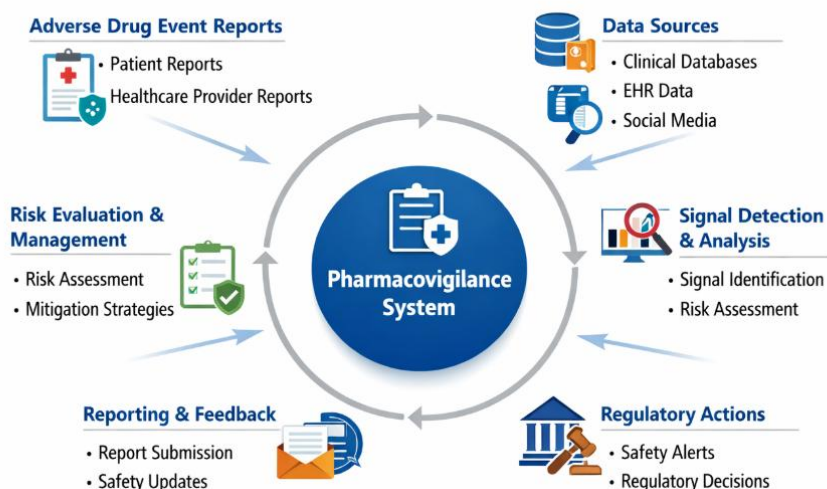 Adverse Drug Event Reports
• Patient Reports
Healthcare Provider Reports
Data Sources
• Clinical Databases
• EHR Data
• Social Media
Risk Evaluation &
Management
• Risk Assessment
• Mitigation Strategies
Pharmacovigilance
System
Signal Detection
& Analysis
• Signal Identification
• Risk Assessment
Reporting & Feedback
• Report Submission
• Safety Updates
Regulatory Actions
• Safety Alerts
• Regulatory Decisions